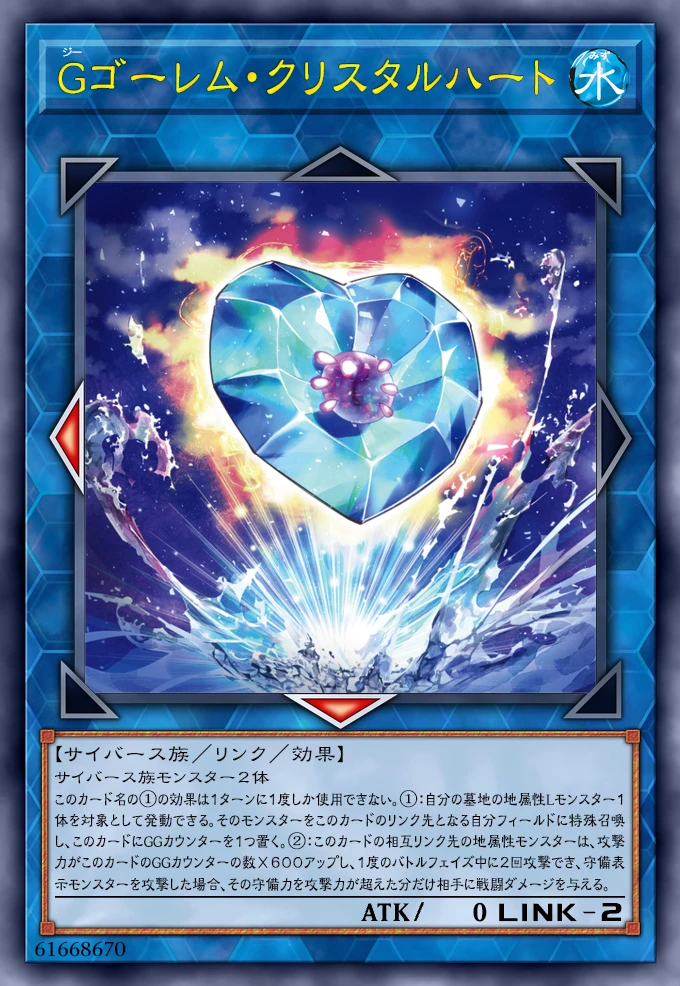 ジー
みず
Gゴーレム・クリスタルハート 水
【サイバース族／リンク／効果】
サイバース族モンスター２体
このカード名の①の効果は1ターンに1度しか使用できない。①：自分の墓地の地属性Lモンスター1
体を対象として発動できる。そのモンスターをこのカードのリンク先となる自分フィールドに特殊召喚
し、このカードにGGカウンターを1つ置く。②：このカードの相互リンク先の地属性モンスターは、攻撃
力がこのカードのGGカウンターの数×600アップし、1度のバトルフェイズ中に2回攻撃でき、守備表
示モンスターを攻撃した場合、その守備力を攻撃力が超えた分だけ相手に戦闘ダメージを与える。
ATK/ 0 LINK-2
61668670